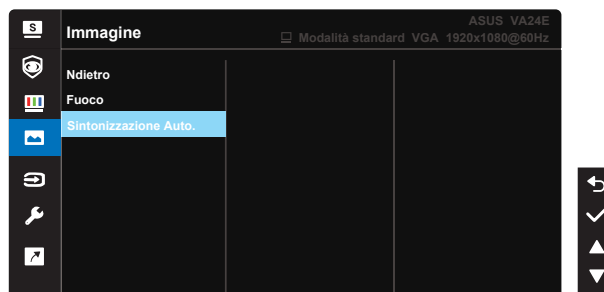 S
Immagine
ASUS VA24E
Modalità standard VGA 1920x1080@60Hz
Ndietro
Fuoco
Sintonizzazione Auto.